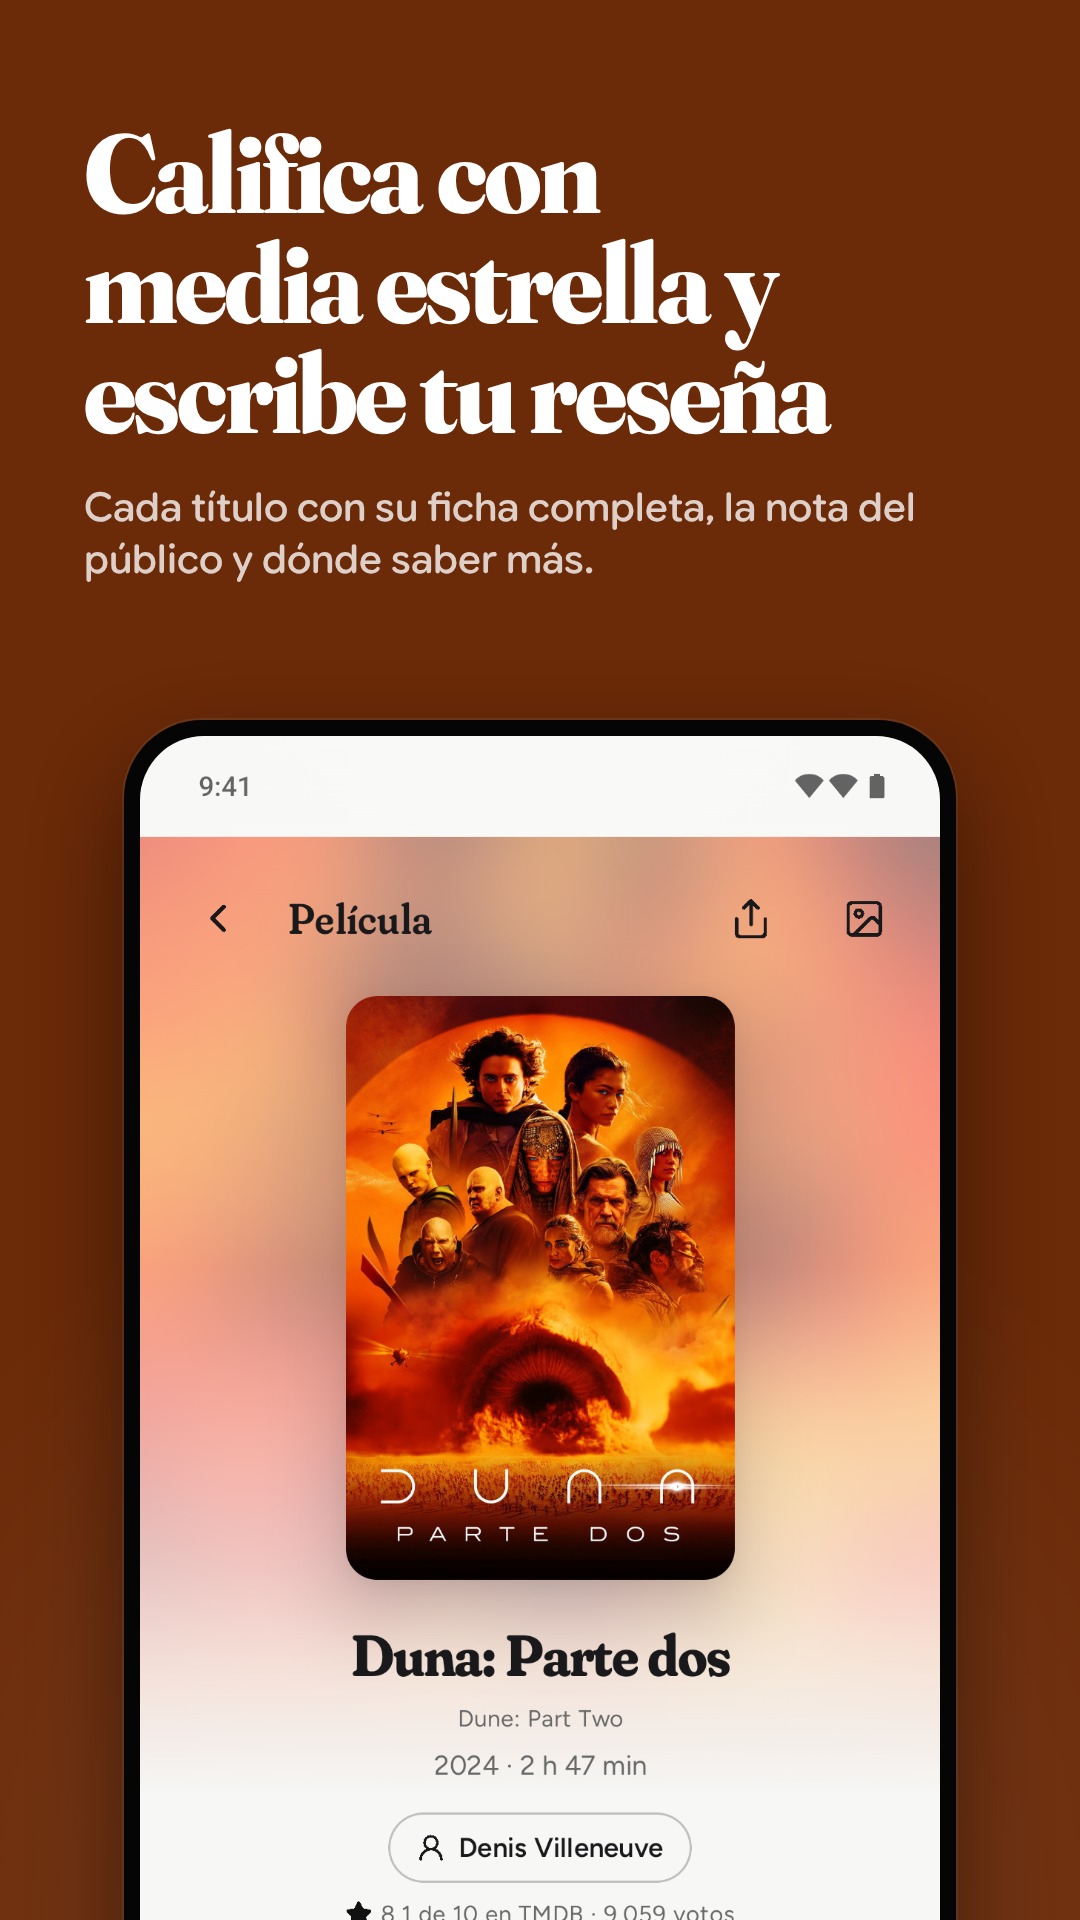 Califica con
media estrella y
escribe tu reseña
Cada título con su ficha completa, la nota del
público y dónde saber más.
9:41
Película
DUNA
PARTE DOS
Duna: Parte dos
Dune: Part Two
2024 · 2 h 47 min
Denis Villeneuve
8,1 de 10 en TMDB · 9.059 votos